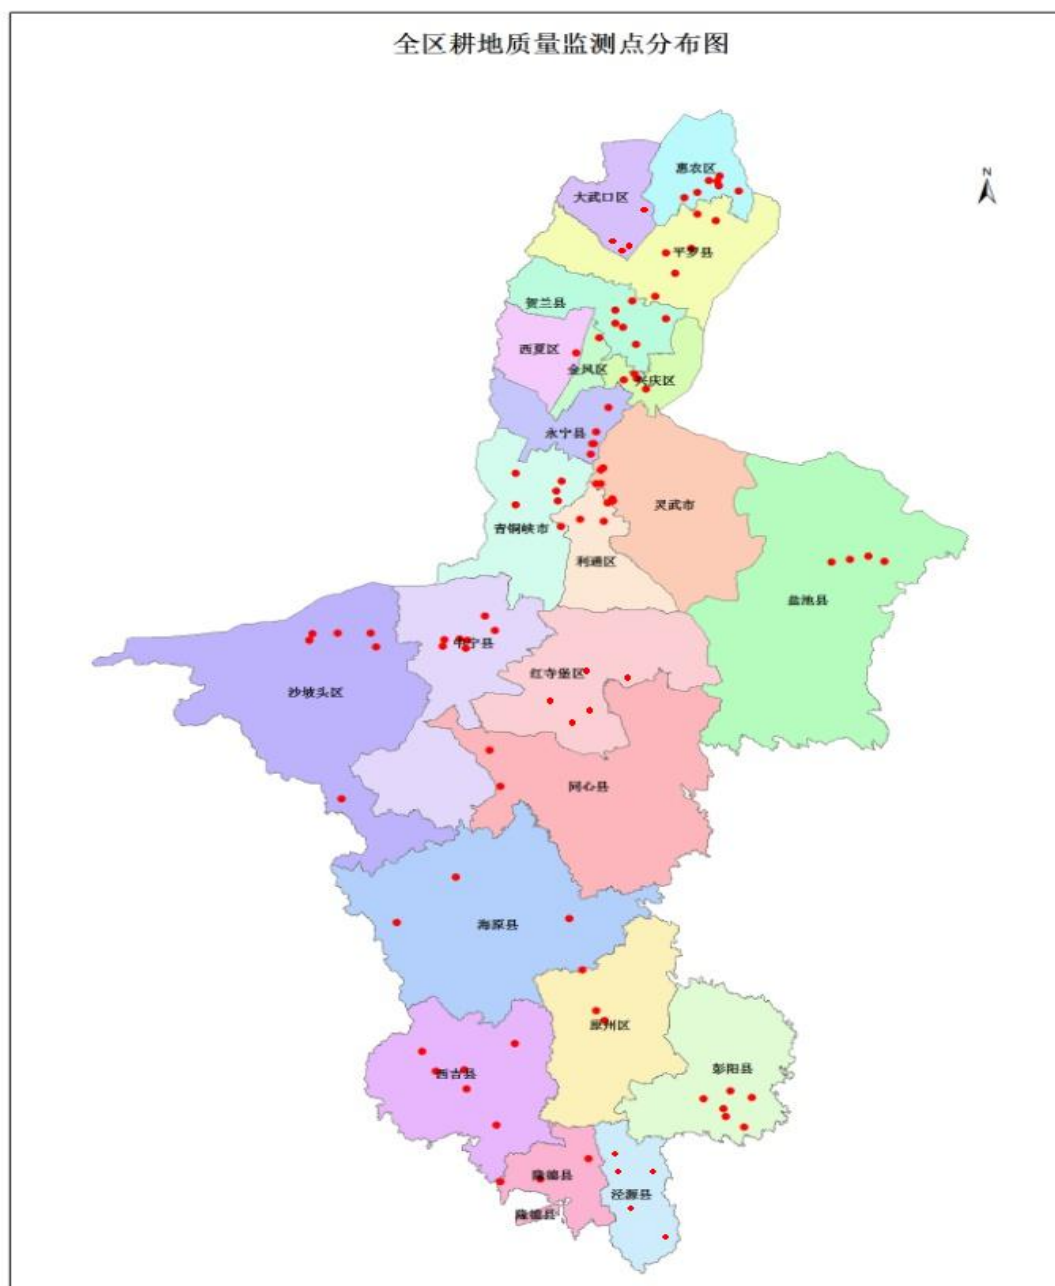 全区耕地质量监测点分布图
N
惠农区
大武口区
平罗县
贺兰县
西夏区
金凤区
兴庆区
永宁县
灵武市
青铜峡市
利通区
盐池县
中宁县
红寺堡区
沙坡头区
同心县
海原县
原州区
彭阳县
西吉县
隆德县
泾源县
隆德县